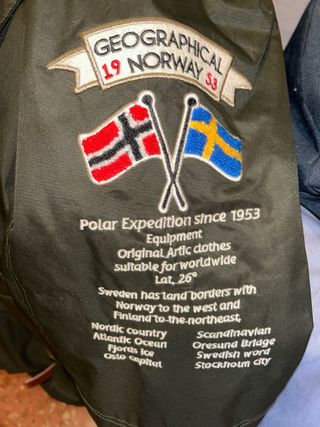 GEOGRAPHICAL
19 NORWAY 53
Polar Expedition since 1953
Equipment
Original Artic clothes
suitable for worldwide
Lat, 26°
Sweden has land borders with
Norway to the west and
Finland to the northeast,
Nordic country Scandinavian
Atlantic Ocean Oresund Bridge
Fjords ice Swedish word
Oslo capital Stockholm city